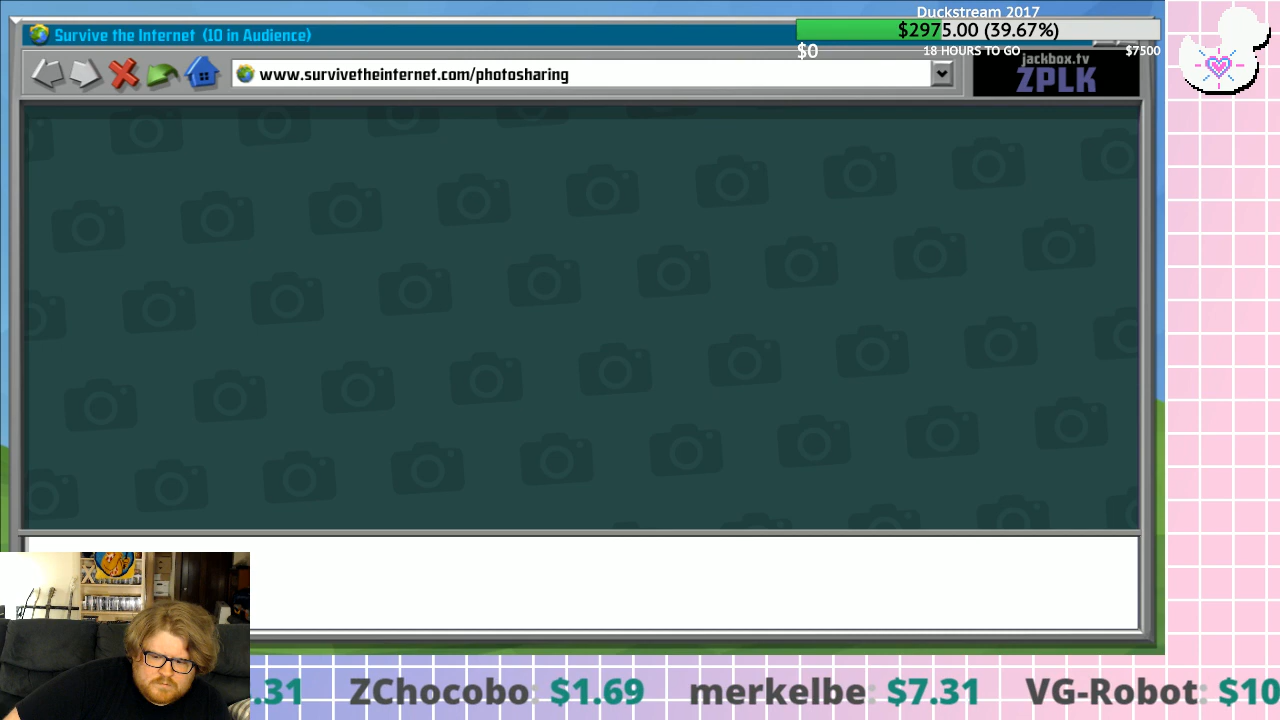 Duckstream 2017
Survive the Internet (10 in Audience)
$2975.00 (39.67%)
$0 18 HOURS TO GO $7500
www.survivetheinternet.com/photosharing
jackbox.tv
ZPLK
.31 ZChocobo: $1.69 merkelbe: $7.31 VG-Robot: $10